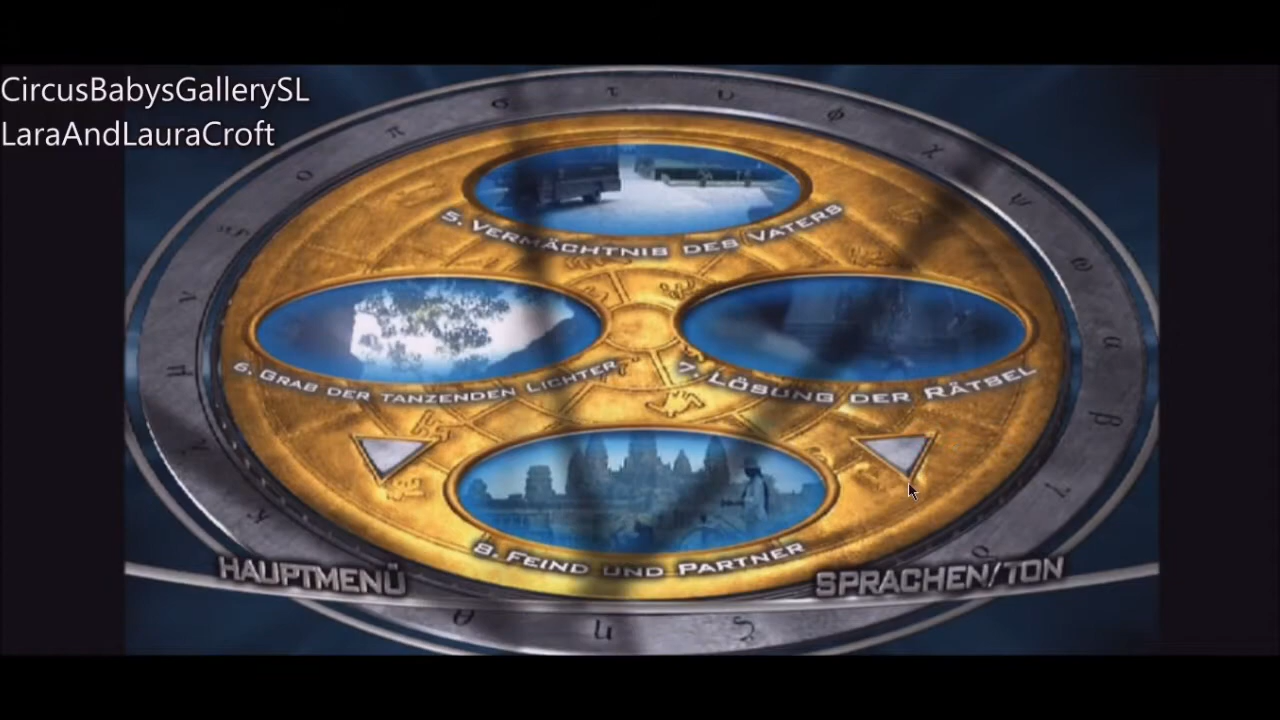 CircusBabysGallerySL
LaraAndLauraCroft
5. VERMÄCHTNIS DES VATERS
6. GRAB DER TANZENDEN LICHTER
7. LÖSUNG DER RÄTSEL
8. FEIND UND PARTNER
HAUPTMENÜ
SPRACHEN/TON